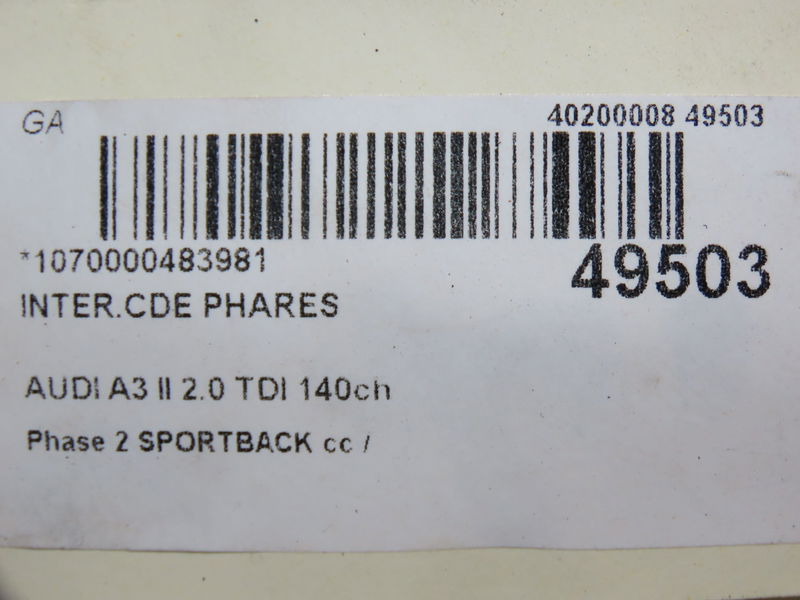 GA
40200008 49503
*1070000483981
49503
INTER.CDE PHARES
AUDI A3 II 2.0 TDI 140ch
Phase 2 SPORTBACK cc /